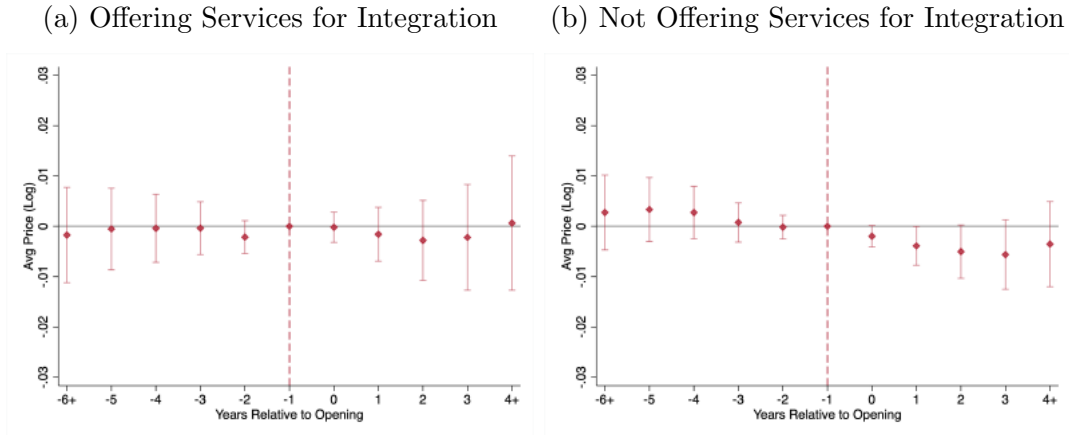 (a) Offering Services for Integration
(b) Not Offering Services for Integration
.03
.02
.01
0
-.01
-.02
-.03
Avg Price (Log)
-6+ -5 -4 -3 -2 -1 0 1 2 3 4+
Years Relative to Opening
.03
.02
.01
0
-.01
-.02
-.03
Avg Price (Log)
-6+ -5 -4 -3 -2 -1 0 1 2 3 4+
Years Relative to Opening